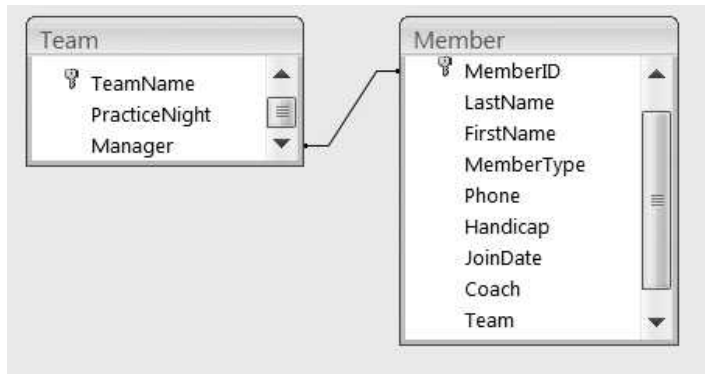 Team
TeamName
PracticeNight
Manager
Member
MemberID
LastName
FirstName
MemberType
Phone
Handicap
JoinDate
Coach
Team